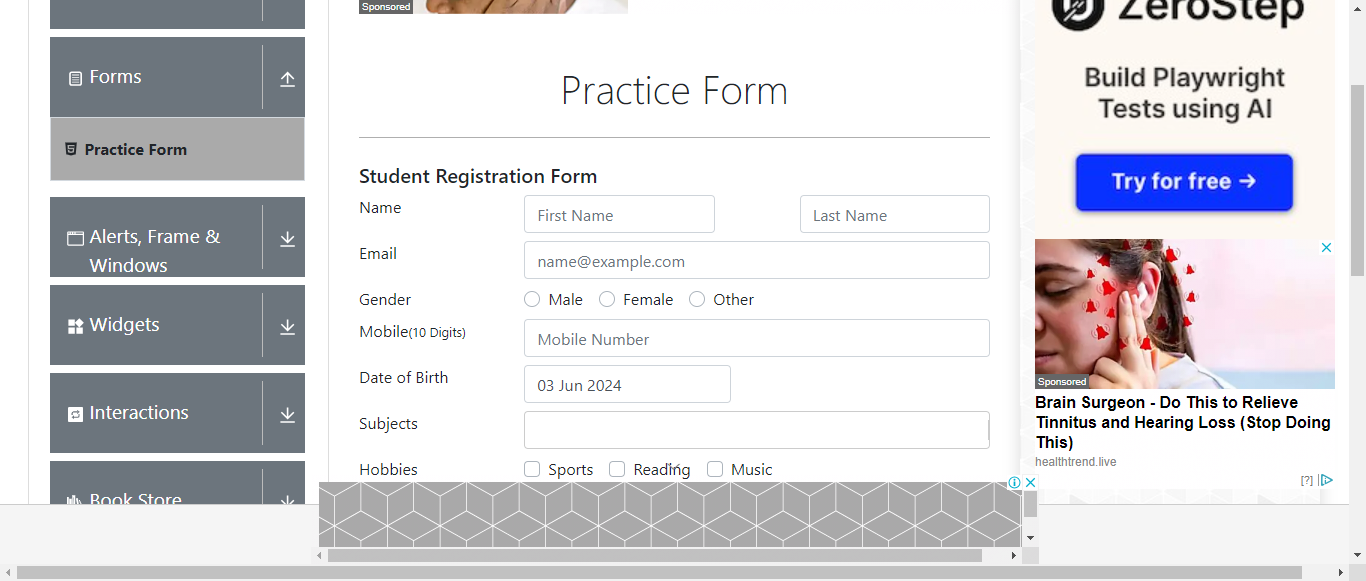 Sponsored
Forms
Practice Form
Alerts, Frame &
Windows
Widgets
Interactions
Book Store
Practice Form
Student Registration Form
Name
First Name
Last Name
Email
name@example.com
Gender
Male
Female
Other
Mobile(10 Digits)
Mobile Number
Date of Birth
03 Jun 2024
Subjects
Hobbies
Sports
Reading
Music
ZeroStep
Build Playwright
Tests using AI
Try for free →
Sponsored
Brain Surgeon - Do This to Relieve
Tinnitus and Hearing Loss (Stop Doing
This)
healthtrend.live
[?]